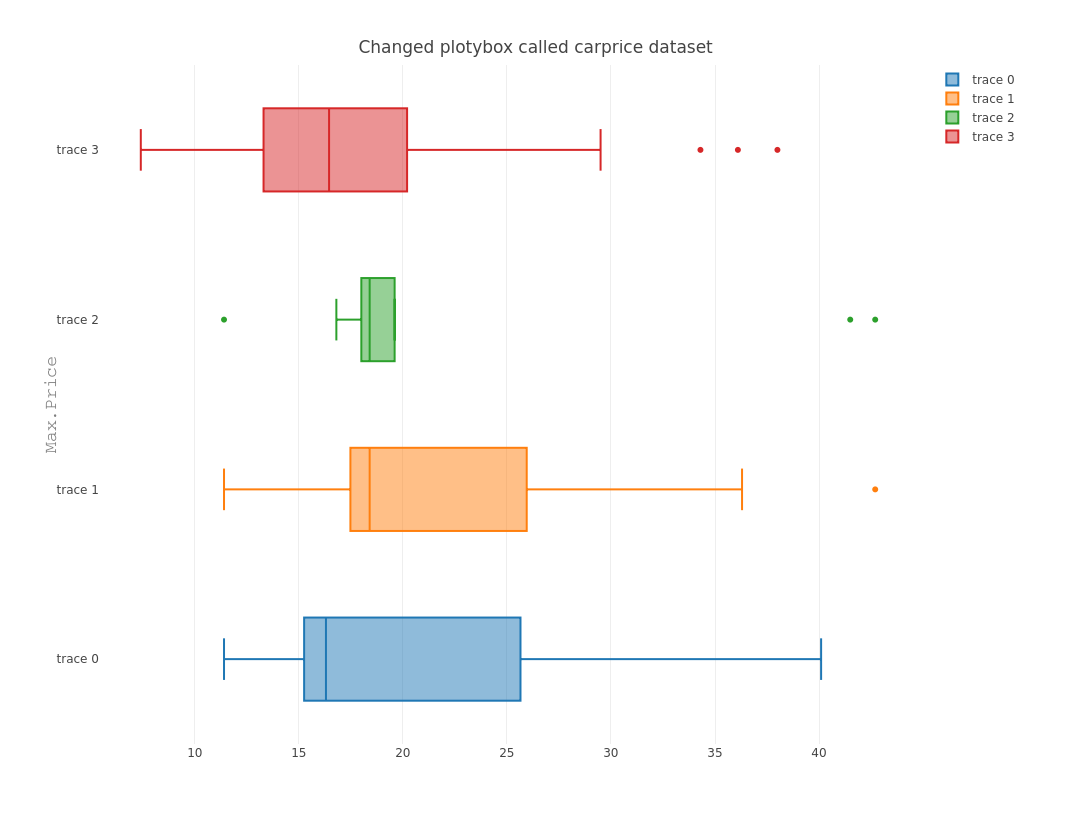 Changed plotybox called carprice dataset
trace 0
trace 1
trace 2
trace 3
trace 3
trace 2
trace 1
trace 0
Max.Price
10 15 20 25 30 35 40